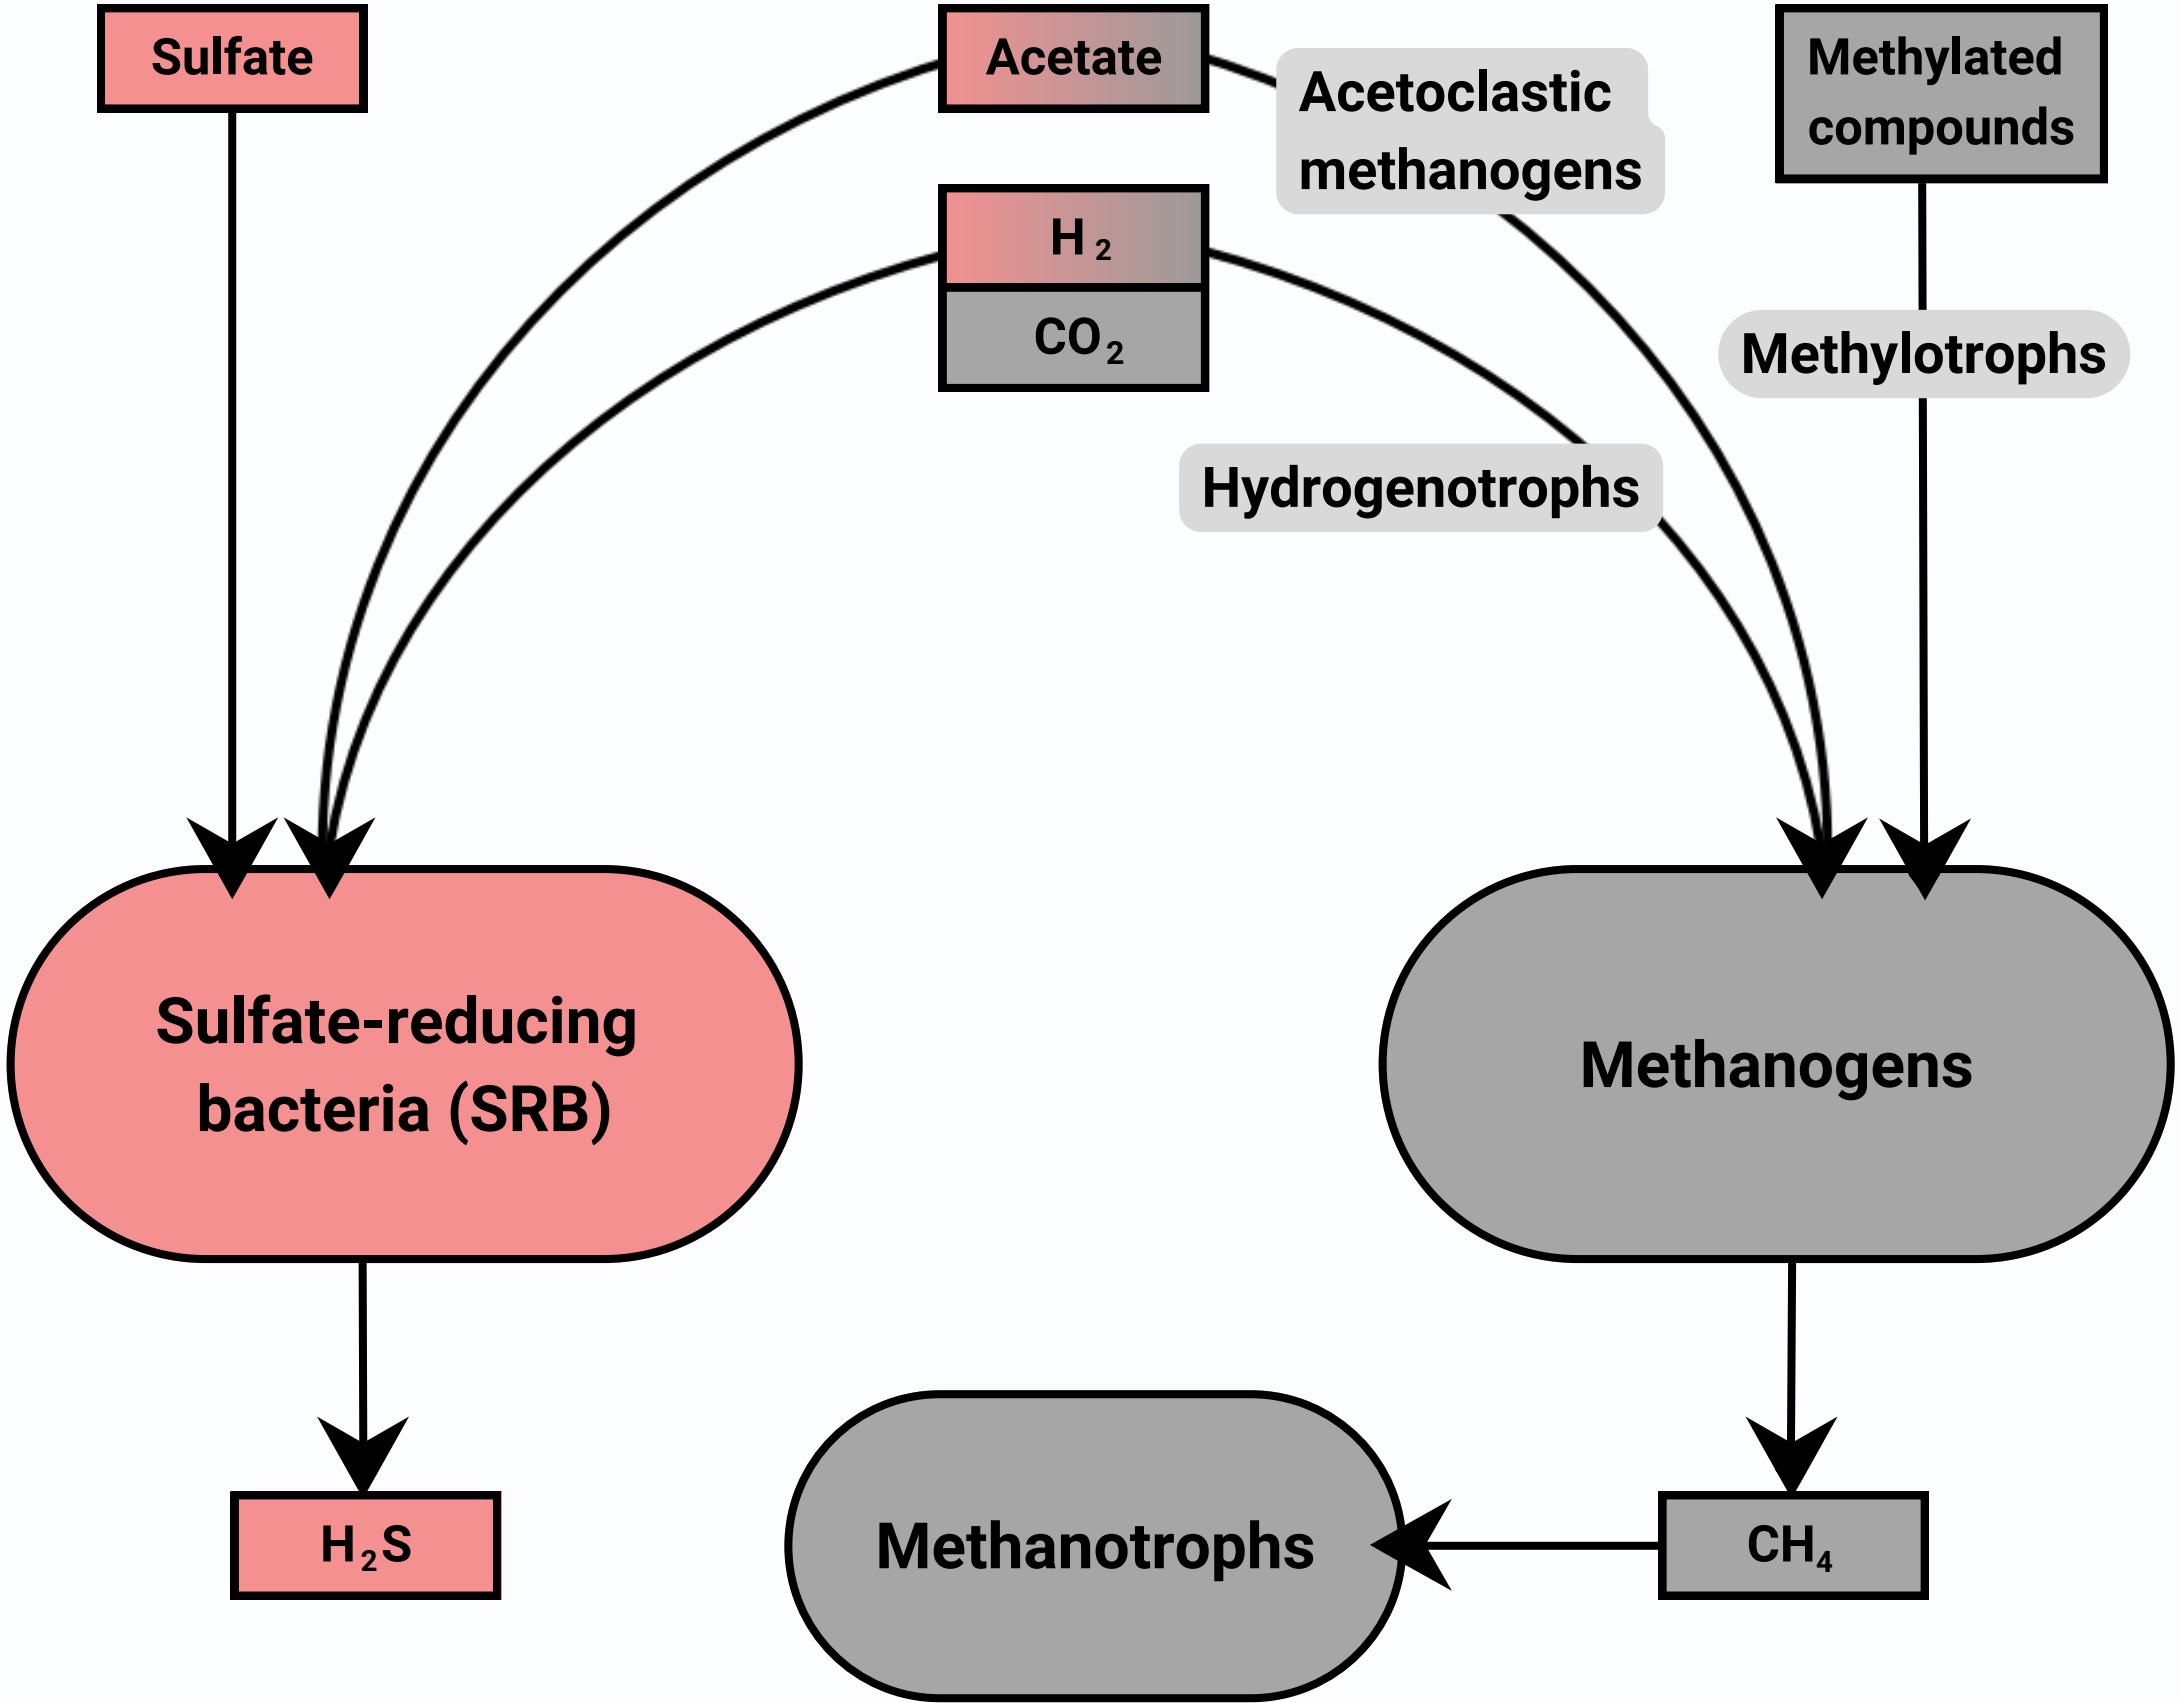 Sulfate
Acetate
Methylated
compounds
Acetoclastic
methanogens
H₂
CO₂
Methylotrophs
Hydrogenotrophs
Sulfate-reducing
bacteria (SRB)
Methanogens
H₂S
Methanotrophs
CH₄